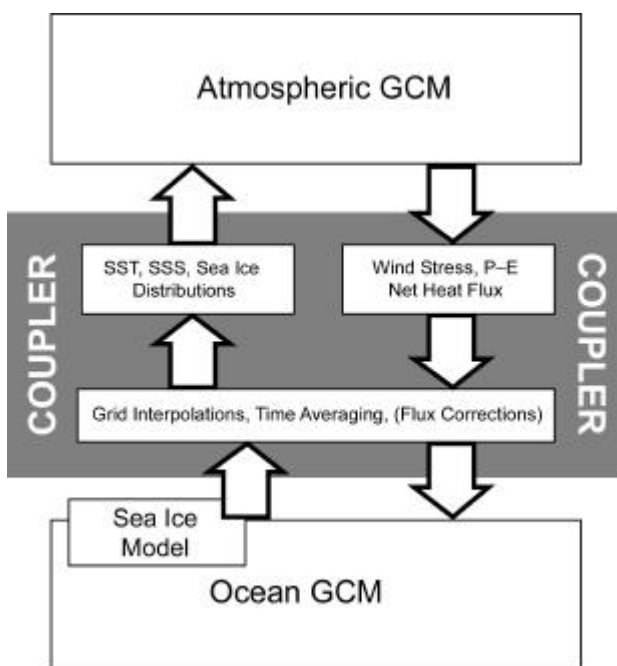 Atmospheric GCM
COUPLER
SST, SSS, Sea Ice
Distributions
Wind Stress, P–E
Net Heat Flux
COUPLER
Grid Interpolations, Time Averaging, (Flux Corrections)
Sea Ice
Model
Ocean GCM